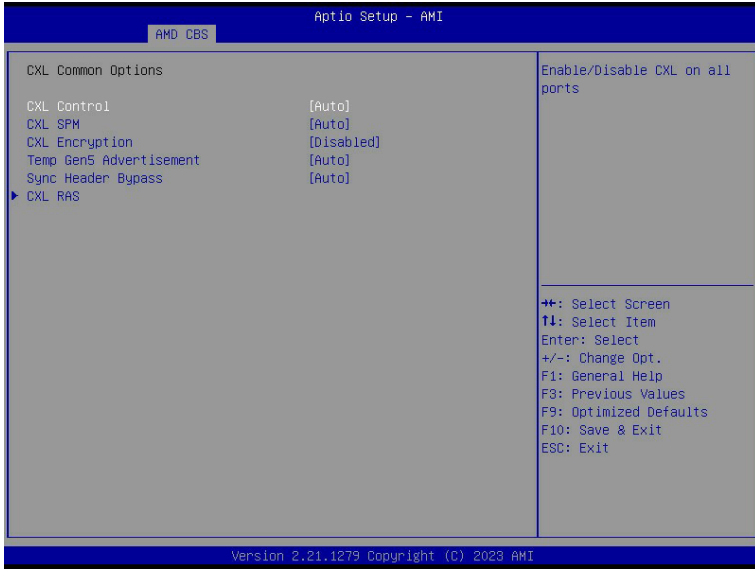 Aptio Setup - AMI
AMD CBS
CXL Common Options
CXL Control [Auto]
CXL SPM [Auto]
CXL Encryption [Disabled]
Temp Gen5 Advertisement [Auto]
Sync Header Bypass [Auto]
CXL RAS
Enable/Disable CXL on all
ports
→←: Select Screen
↑↓: Select Item
Enter: Select
+/-: Change Opt.
F1: General Help
F3: Previous Values
F9: Optimized Defaults
F10: Save & Exit
ESC: Exit
Version 2.21.1279 Copyright (C) 2023 AMI